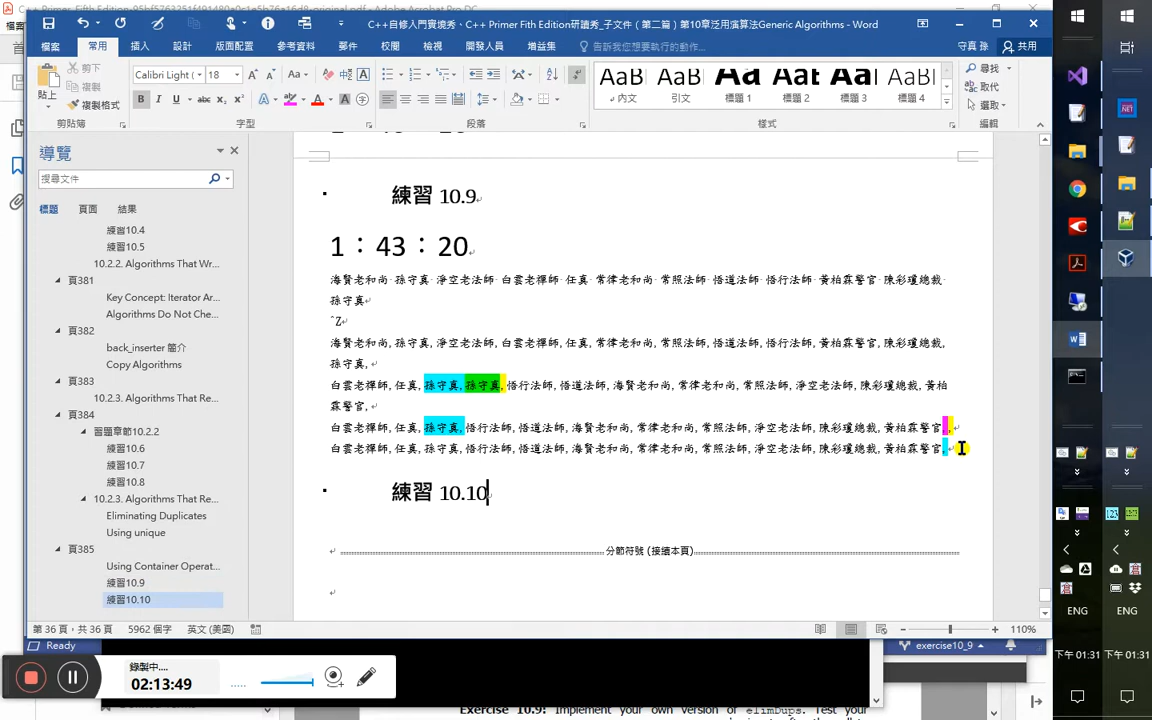 C++自修入門實境秀、C++ Primer Fith Edition研讀秀_子文件 (第二篇) 第10章泛用演算法Generic Algorithms - Word
檔案 常用 插入 設計 版面配置 參考資料 郵件 校閱 檢視 開發人員 增益集 告訴我您想要執行的動作... 守真 孫 共用
貼上 剪下 複製 複製格式
Calibri Light ( 18
AaBb AaBb AaBb AaBb AaBb AaBbC
內文 引文 標題 1 標題 2 標題 3 標題 4
尋找 取代 選取
剪貼簿 字型 段落 樣式 編輯
導覽
搜尋文件
標題 頁面 結果
練習10.4
練習10.5
10.2.2. Algorithms That Wr...
頁381
Key Concept: Iterator Ar...
Algorithms Do Not Che...
頁382
back_inserter 簡介
Copy Algorithms
頁383
10.2.3. Algorithms That Re...
頁384
習題章節10.2.2
練習10.6
練習10.7
練習10.8
10.2.3. Algorithms That Re...
Eliminating Duplicates
Using unique
頁385
Using Container Operat...
練習10.9
練習10.10
練習 10.9
1：43：20
海賢老和尚 孫守真 淨空老法師 白雲老禪師 任真 常律老和尚 常照法師 悟道法師 悟行法師 黃柏霖警官 陳彩瓊總裁
孫守真
^Z
海賢老和尚,孫守真,淨空老法師,白雲老禪師,任真,常律老和尚,常照法師,悟道法師,悟行法師,黃柏霖警官,陳彩瓊總裁,
孫守真,
白雲老禪師,任真,孫守真,孫守真,悟行法師,悟道法師,海賢老和尚,常律老和尚,常照法師,淨空老法師,陳彩瓊總裁,黃柏
霖警官,
白雲老禪師,任真,孫守真,悟行法師,悟道法師,海賢老和尚,常律老和尚,常照法師,淨空老法師,陳彩瓊總裁,黃柏霖警官,,
白雲老禪師,任真,孫守真,悟行法師,悟道法師,海賢老和尚,常律老和尚,常照法師,淨空老法師,陳彩瓊總裁,黃柏霖警官,
練習 10.10
分節符號 (接續本頁)
第 36 頁，共 36 頁 5962 個字 英文 (美國) 110%
Ready exercise10_9
錄製中....
02:13:49
Exercise 10.9: Implement your own version of elimDups. Test your
ENG ENG
下午 01:31 下午 01:31